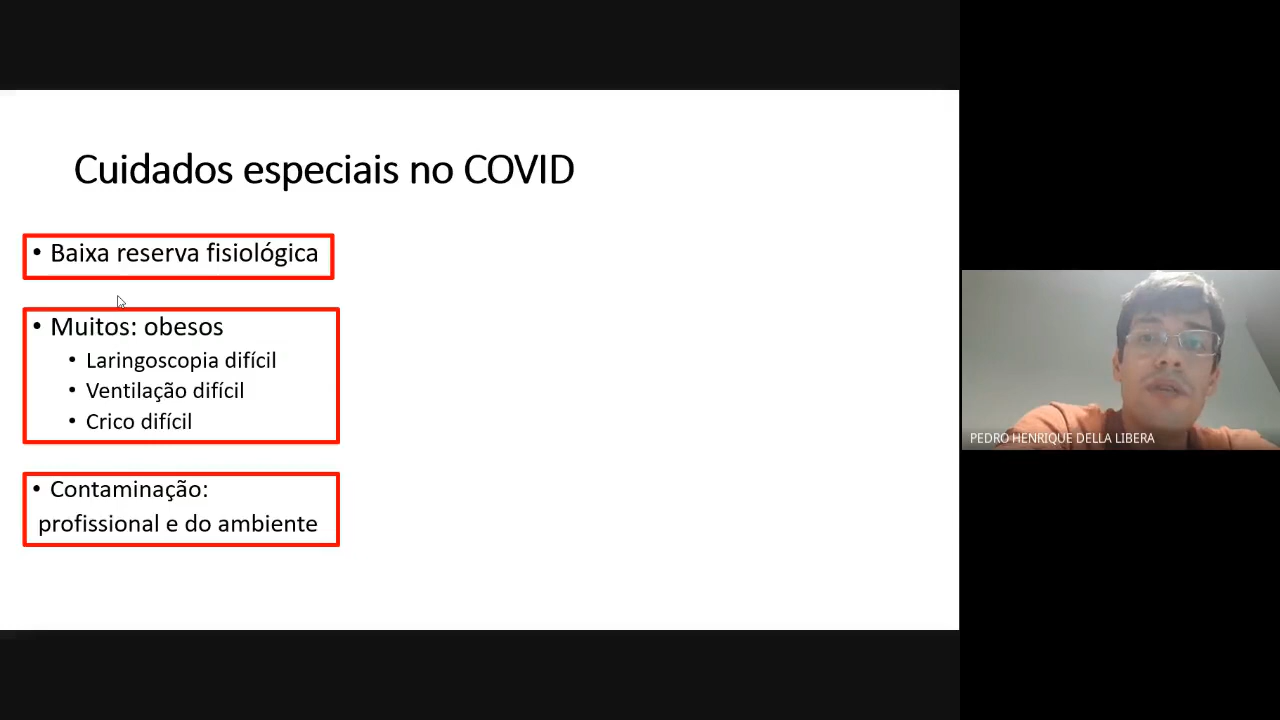 Cuidados especiais no COVID
• Baixa reserva fisiológica
• Muitos: obesos
• Laringoscopia difícil
• Ventilação difícil
• Crico difícil
• Contaminação:
profissional e do ambiente
PEDRO HENRIQUE DELLA LIBERA